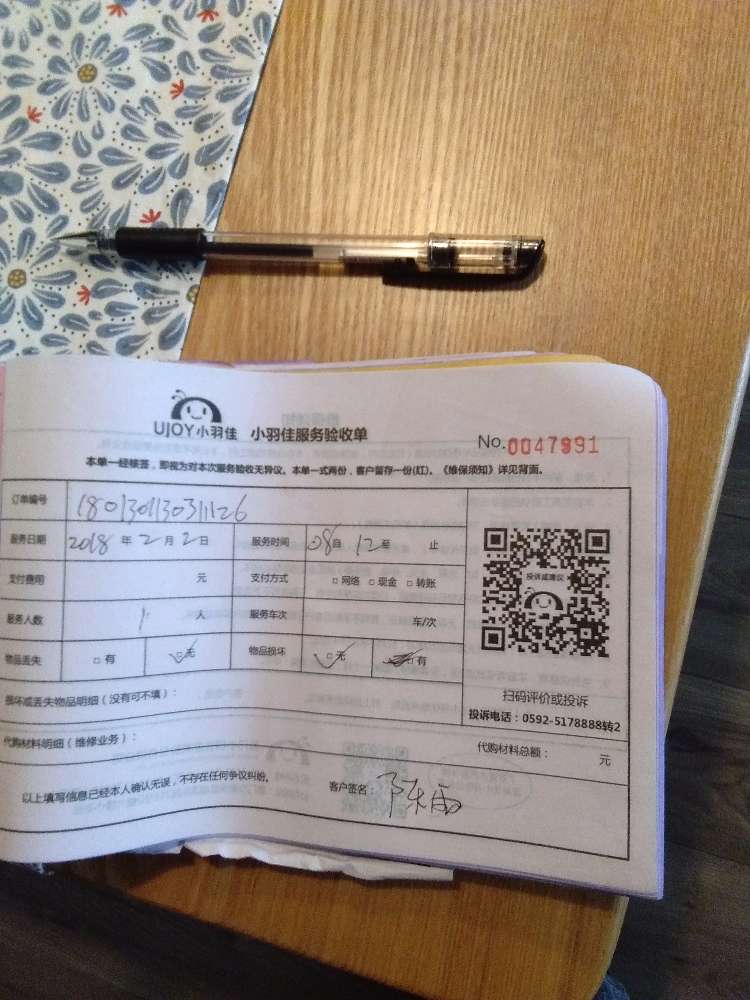 UJOY小羽佳 小羽佳服务验收单 No.0047991
本单一经核签，即视为对本次服务验收无异议。本单一式两份，客户留存一份(红)。《维保须知》详见背面。
订单编号 180130113031126
服务日期 2018 年 2 月 2 日 服务时间 08 自 12 至 止
支付费用 元 支付方式 □ 网络 □ 现金 □ 转账
服务人数 1 人 服务车次 车/次
物品丢失 □ 有 □ 无 物品损坏 □ 无 □ 有
损坏或丢失物品明细（没有可不填）：
代购材料明细（维修业务）： 代购材料总额： 元
以上填写信息已经本人确认无误，不存在任何争议纠纷。 客户签名：陈雨
投诉或建议
扫码评价或投诉
投诉电话：0592-5178888转2